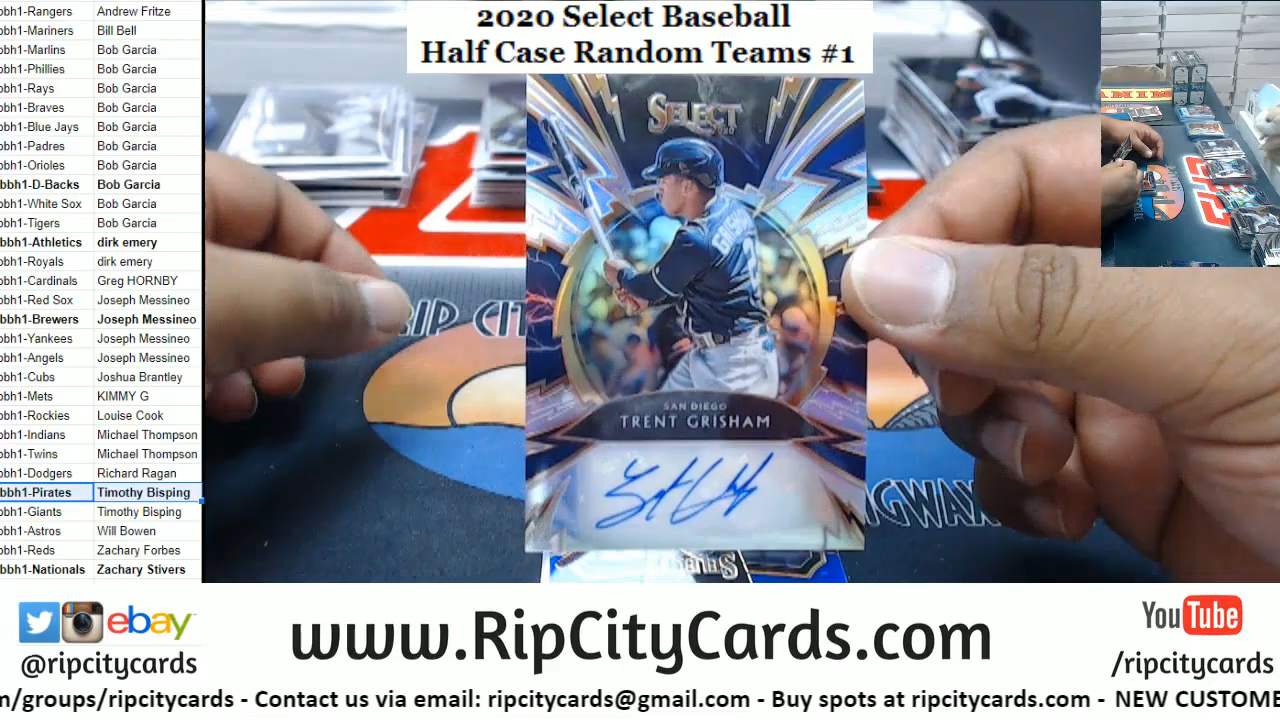 bbh1-Rangers Andrew Fritze
bbh1-Mariners Bill Bell
bbh1-Marlins Bob Garcia
bbh1-Phillies Bob Garcia
bbh1-Rays Bob Garcia
bbh1-Braves Bob Garcia
bbh1-Blue Jays Bob Garcia
bbh1-Padres Bob Garcia
bbh1-Orioles Bob Garcia
bbh1-D-Backs Bob Garcia
bbh1-White Sox Bob Garcia
bbh1-Tigers Bob Garcia
bbh1-Athletics dirk emery
bbh1-Royals dirk emery
bbh1-Cardinals Greg HORNBY
bbh1-Red Sox Joseph Messineo
bbh1-Brewers Joseph Messineo
bbh1-Yankees Joseph Messineo
bbh1-Angels Joseph Messineo
bbh1-Cubs Joshua Brantley
bbh1-Mets KIMMY G
bbh1-Rockies Louise Cook
bbh1-Indians Michael Thompson
bbh1-Twins Michael Thompson
bbh1-Dodgers Richard Ragan
bbh1-Pirates Timothy Bisping
bbh1-Giants Timothy Bisping
bbh1-Astros Will Bowen
bbh1-Reds Zachary Forbes
bbh1-Nationals Zachary Stivers
2020 Select Baseball
Half Case Random Teams #1
SELECT
2020
GRISHAM
SAN DIEGO
TRENT GRISHAM
RIP CIT
INGWAX
SELECT
ebay
@ripcitycards
www.RipCityCards.com
YouTube
/ripcitycards
m/groups/ripcitycards - Contact us via email: ripcitycards@gmail.com - Buy spots at ripcitycards.com - NEW CUSTOME